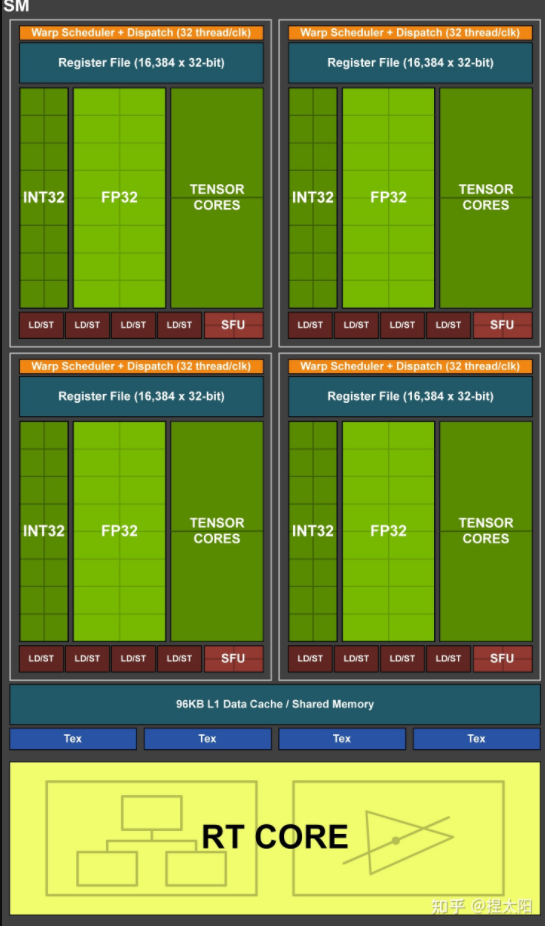 SM
Warp Scheduler + Dispatch (32 thread/clk)
Register File (16,384 x 32-bit)
INT32
FP32
TENSOR
CORES
LD/ST
LD/ST
LD/ST
LD/ST
SFU
Warp Scheduler + Dispatch (32 thread/clk)
Register File (16,384 x 32-bit)
INT32
FP32
TENSOR
CORES
LD/ST
LD/ST
LD/ST
LD/ST
SFU
Warp Scheduler + Dispatch (32 thread/clk)
Register File (16,384 x 32-bit)
INT32
FP32
TENSOR
CORES
LD/ST
LD/ST
LD/ST
LD/ST
SFU
Warp Scheduler + Dispatch (32 thread/clk)
Register File (16,384 x 32-bit)
INT32
FP32
TENSOR
CORES
LD/ST
LD/ST
LD/ST
LD/ST
SFU
96KB L1 Data Cache / Shared Memory
Tex
Tex
Tex
Tex
RT CORE
知乎 @捏太阳